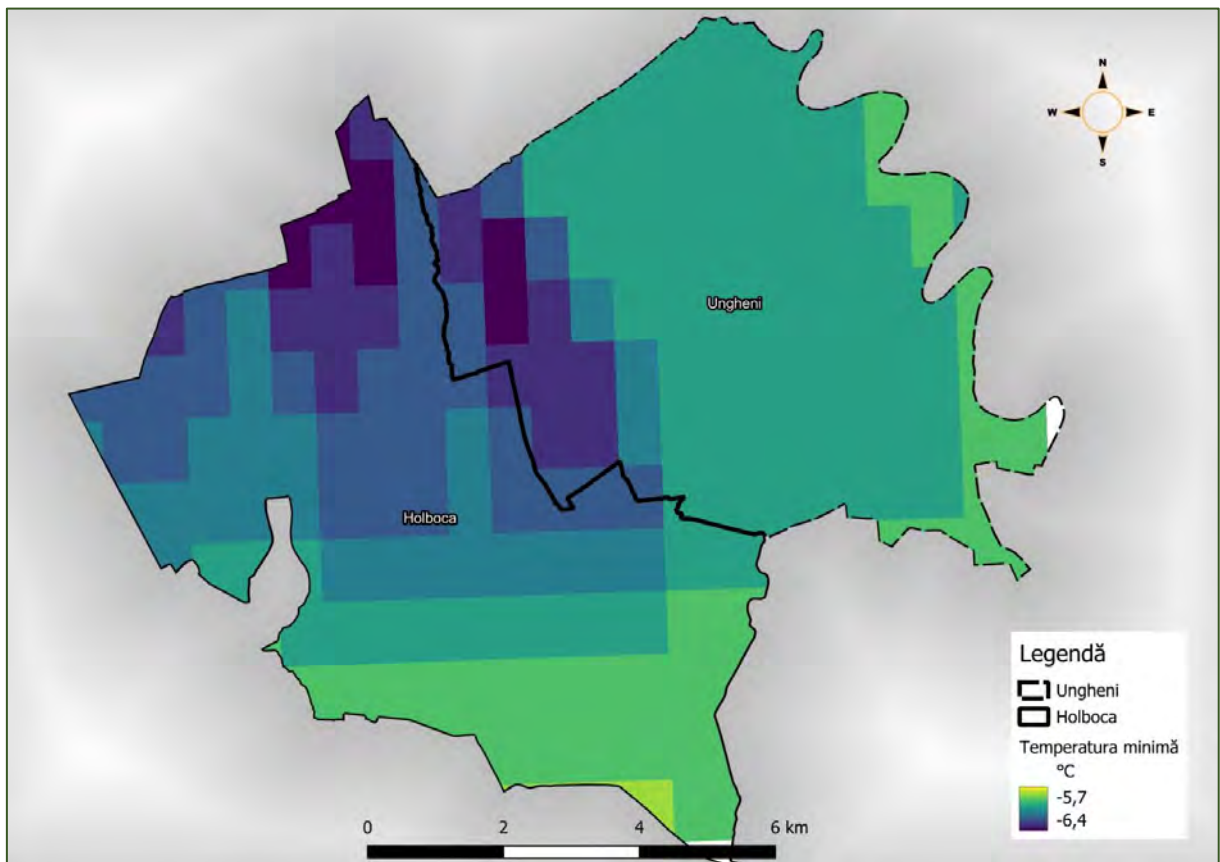 N
W E
S
Ungheni
Holboca
Legendă
Ungheni
Holboca
Temperatura minimă
°C
-5,7
-6,4
0 2 4 6 km